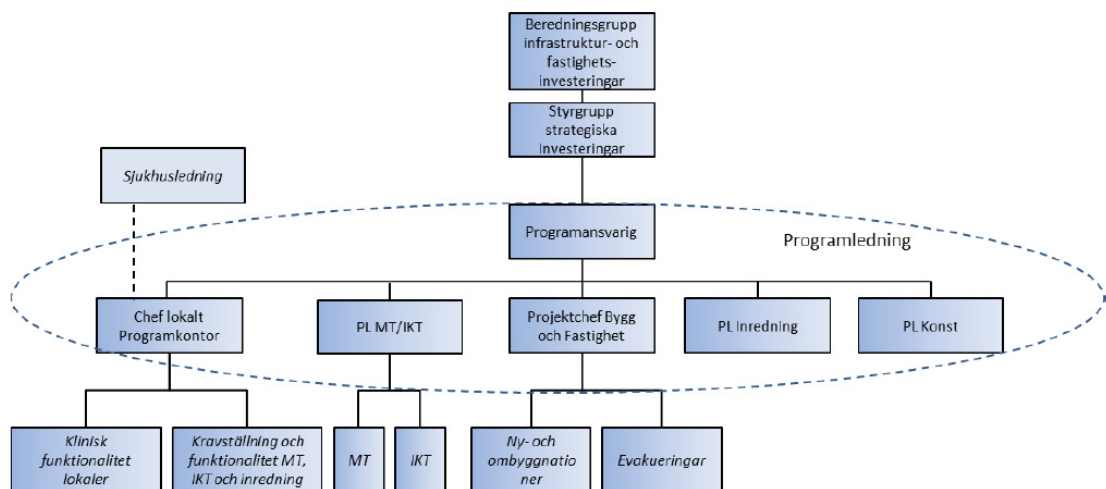 Beredningsgrupp
infrastruktur- och
fastighets-
investeringar
Styrgrupp
strategiska
investeringar
Sjukhusledning
Programansvarig
Programledning
Chef lokalt
Programkontor
PL MT/IKT
Projektchef Bygg
och Fastighet
PL Inredning
PL Konst
Klinisk
funktionalitet
lokaler
Kravställning och
funktionalitet MT,
IKT och inredning
MT
IKT
Ny- och
ombyggnatio
ner
Evakueringar